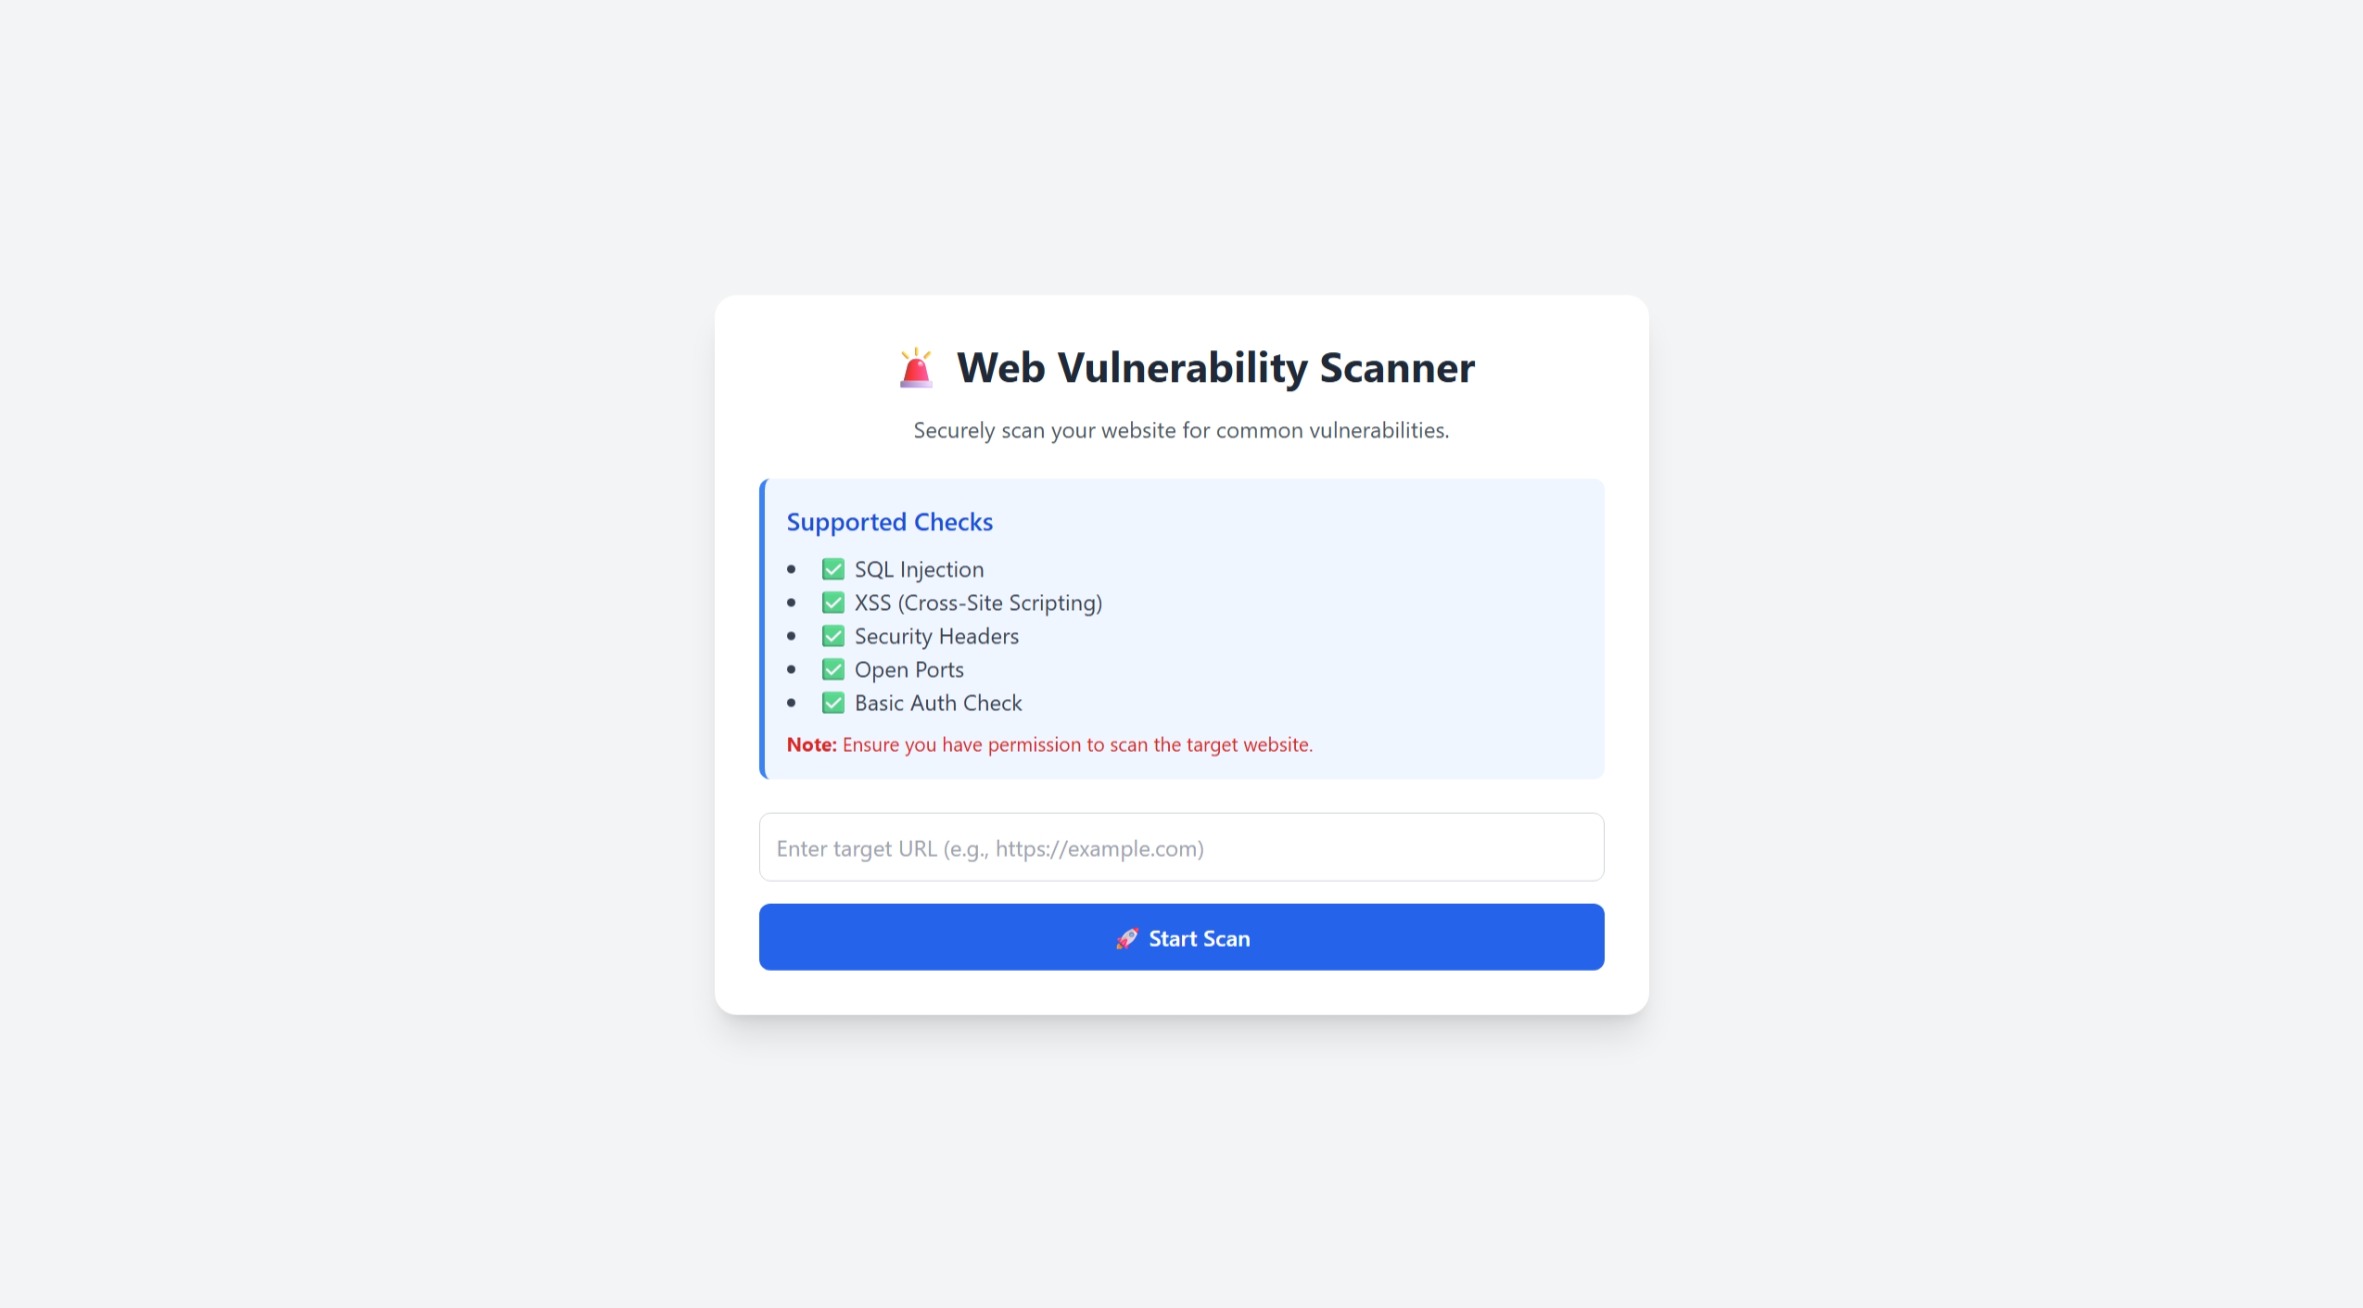 🚨 Web Vulnerability Scanner
Securely scan your website for common vulnerabilities.
Supported Checks
• ✅ SQL Injection
• ✅ XSS (Cross-Site Scripting)
• ✅ Security Headers
• ✅ Open Ports
• ✅ Basic Auth Check
Note: Ensure you have permission to scan the target website.
Enter target URL (e.g., https://example.com)
🚀 Start Scan